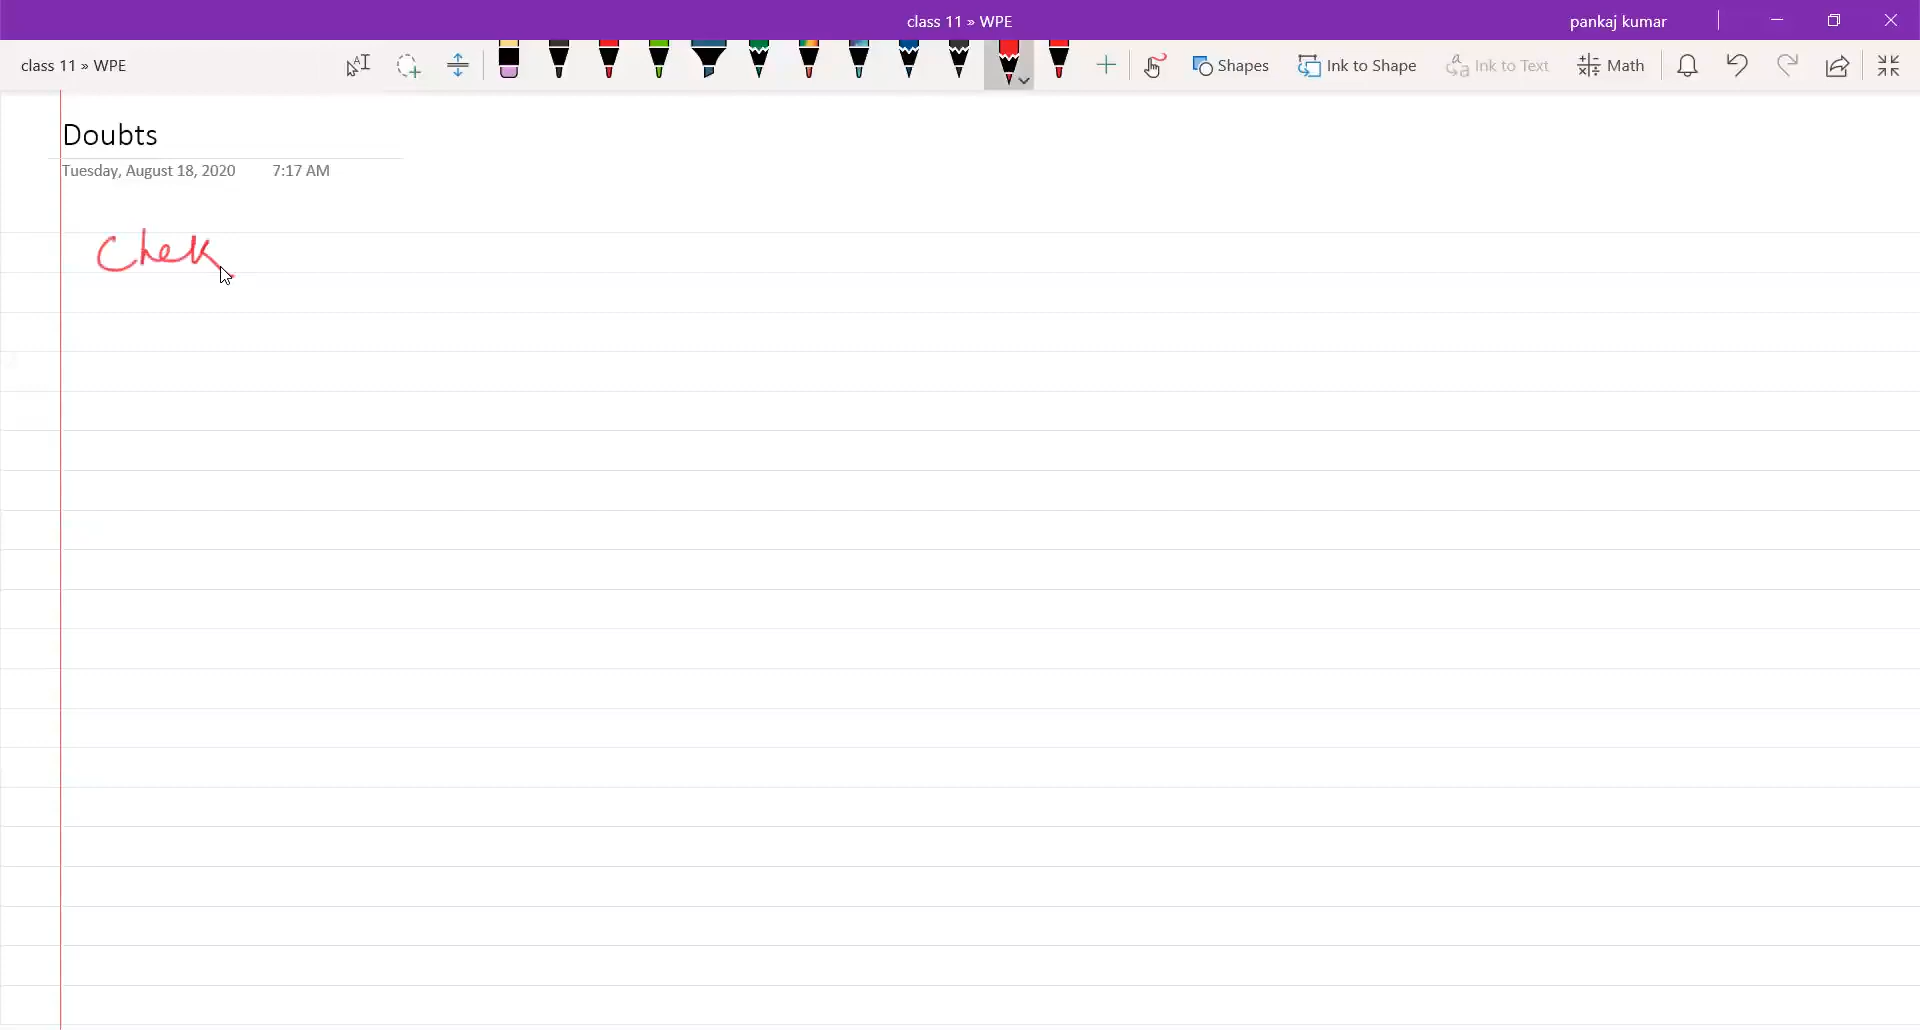 class 11 » WPE
pankaj kumar
class 11 » WPE
Shapes
Ink to Shape
Ink to Text
Math
Doubts
Tuesday, August 18, 2020 7:17 AM
Chek